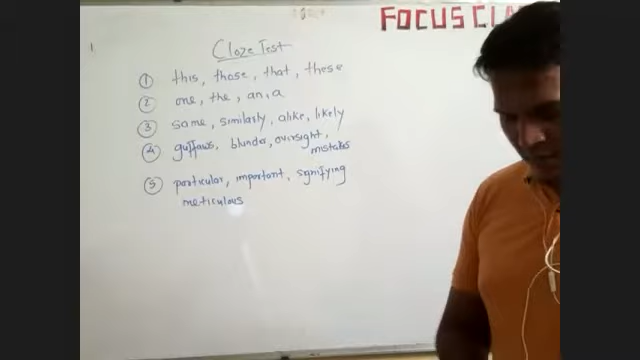 FOCUS CL
Cloze Test
1 this, those, that, these
2 one, the, an, a
3 same, similarly, alike, likely
4 guffaws, blunder, oversight,
mistakes
5 particular, important, signifying
meticulous